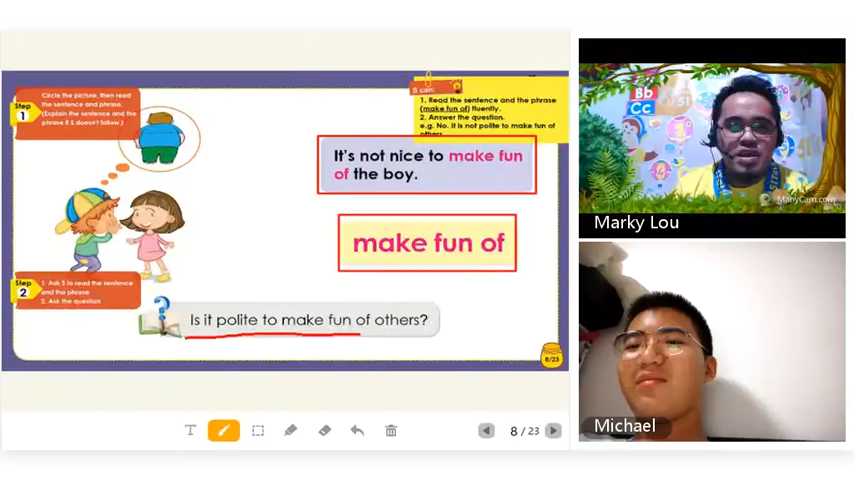 Step
1
Circle the picture, then read
the sentence and phrase.
(Explain the sentence and the
phrase if S doesn't follow.)
S can:
1. Read the sentence and the phrase
(make fun of) fluently.
2. Answer the question.
e.g. No. It is not polite to make fun of
others.
It's not nice to make fun
of the boy.
make fun of
Step
2
1. Ask S to read the sentence
and the phrase
2. Ask the question
Is it polite to make fun of others?
8/23
T
8 / 23
Bb
Cc
ManyCam.com
Marky Lou
Michael